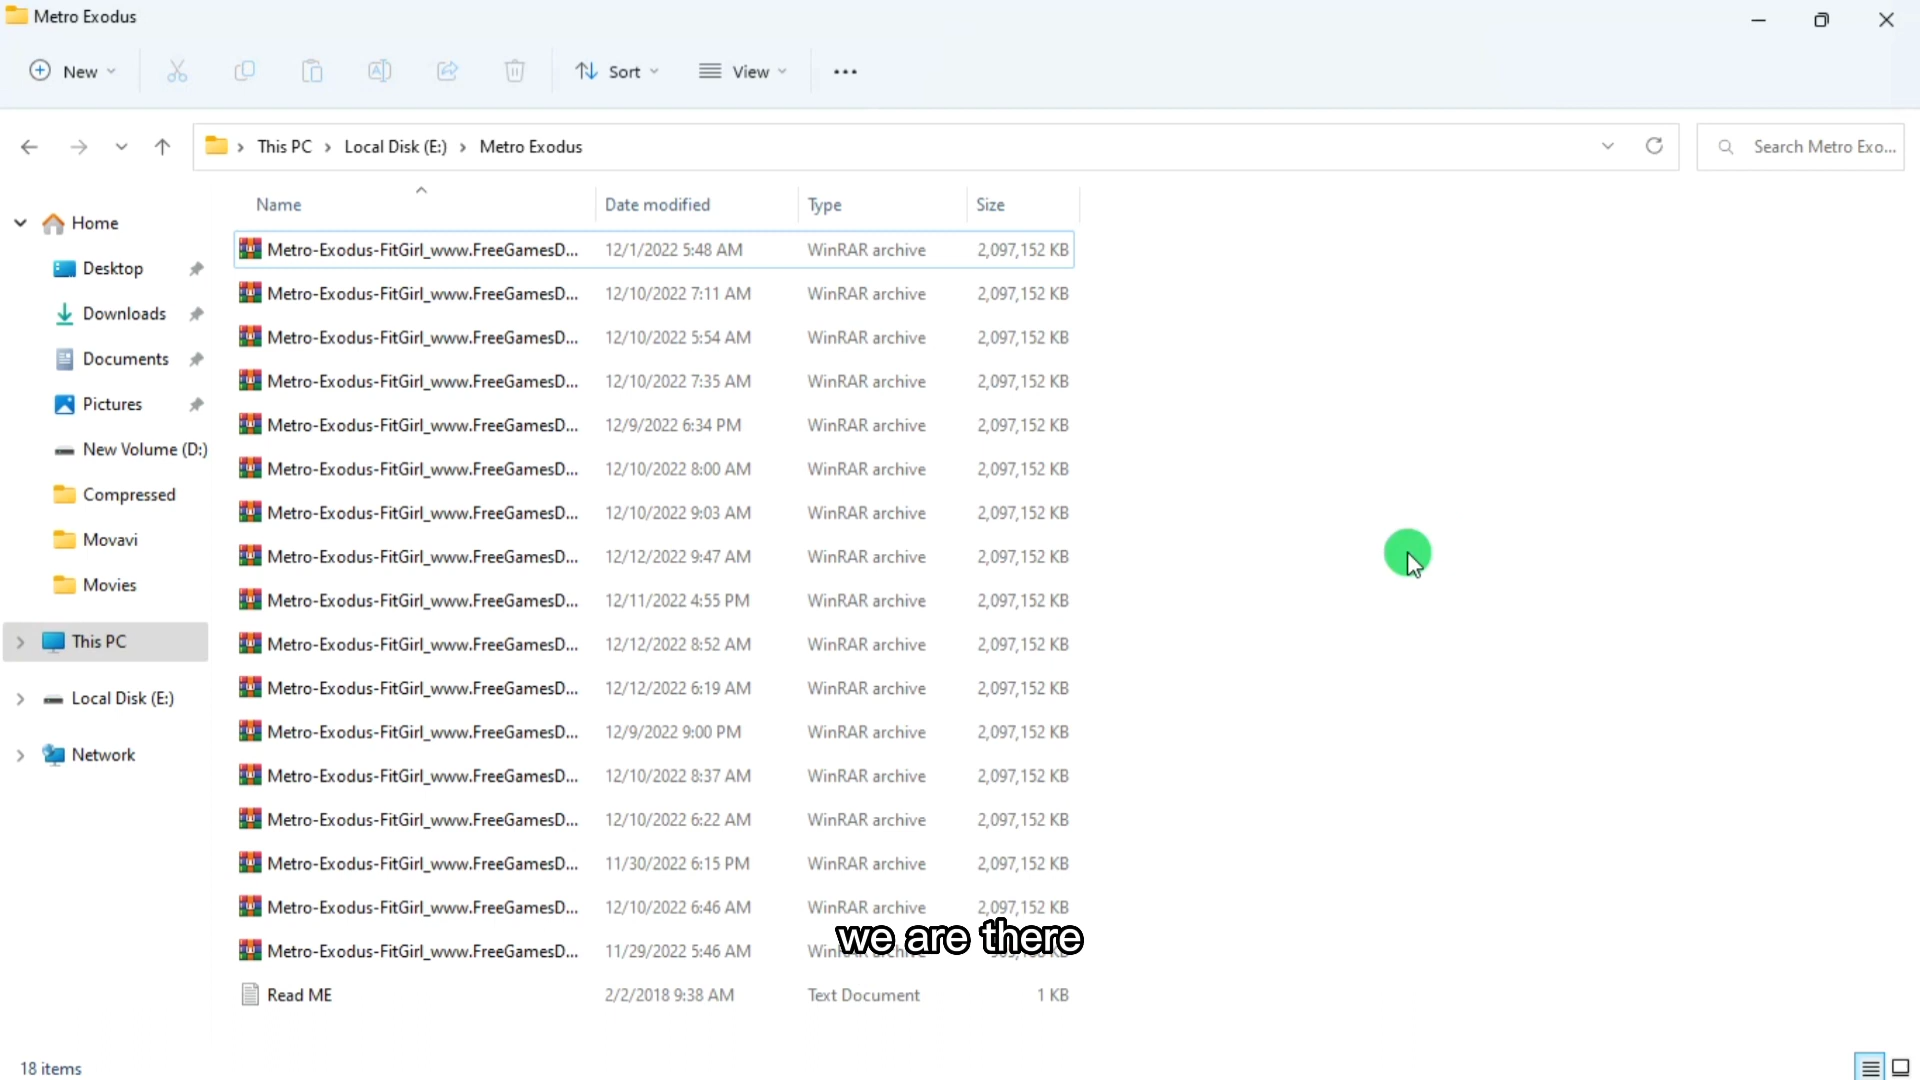 Metro Exodus
New
Sort
View
This PC
Local Disk (E:)
Metro Exodus
Search Metro Exo...
Name
Date modified
Type
Size
Home
Desktop
Downloads
Documents
Pictures
New Volume (D:)
Compressed
Movavi
Movies
This PC
Local Disk (E:)
Network
Metro-Exodus-FitGirl_www.FreeGamesD... 12/1/2022 5:48 AM WinRAR archive 2,097,152 KB
Metro-Exodus-FitGirl_www.FreeGamesD... 12/10/2022 7:11 AM WinRAR archive 2,097,152 KB
Metro-Exodus-FitGirl_www.FreeGamesD... 12/10/2022 5:54 AM WinRAR archive 2,097,152 KB
Metro-Exodus-FitGirl_www.FreeGamesD... 12/10/2022 7:35 AM WinRAR archive 2,097,152 KB
Metro-Exodus-FitGirl_www.FreeGamesD... 12/9/2022 6:34 PM WinRAR archive 2,097,152 KB
Metro-Exodus-FitGirl_www.FreeGamesD... 12/10/2022 8:00 AM WinRAR archive 2,097,152 KB
Metro-Exodus-FitGirl_www.FreeGamesD... 12/10/2022 9:03 AM WinRAR archive 2,097,152 KB
Metro-Exodus-FitGirl_www.FreeGamesD... 12/12/2022 9:47 AM WinRAR archive 2,097,152 KB
Metro-Exodus-FitGirl_www.FreeGamesD... 12/11/2022 4:55 PM WinRAR archive 2,097,152 KB
Metro-Exodus-FitGirl_www.FreeGamesD... 12/12/2022 8:52 AM WinRAR archive 2,097,152 KB
Metro-Exodus-FitGirl_www.FreeGamesD... 12/12/2022 6:19 AM WinRAR archive 2,097,152 KB
Metro-Exodus-FitGirl_www.FreeGamesD... 12/9/2022 9:00 PM WinRAR archive 2,097,152 KB
Metro-Exodus-FitGirl_www.FreeGamesD... 12/10/2022 8:37 AM WinRAR archive 2,097,152 KB
Metro-Exodus-FitGirl_www.FreeGamesD... 12/10/2022 6:22 AM WinRAR archive 2,097,152 KB
Metro-Exodus-FitGirl_www.FreeGamesD... 11/30/2022 6:15 PM WinRAR archive 2,097,152 KB
Metro-Exodus-FitGirl_www.FreeGamesD... 12/10/2022 6:46 AM WinRAR archive 2,097,152 KB
we are there
Metro-Exodus-FitGirl_www.FreeGamesD... 11/29/2022 5:46 AM
Read ME 2/2/2018 9:38 AM Text Document 1 KB
18 items